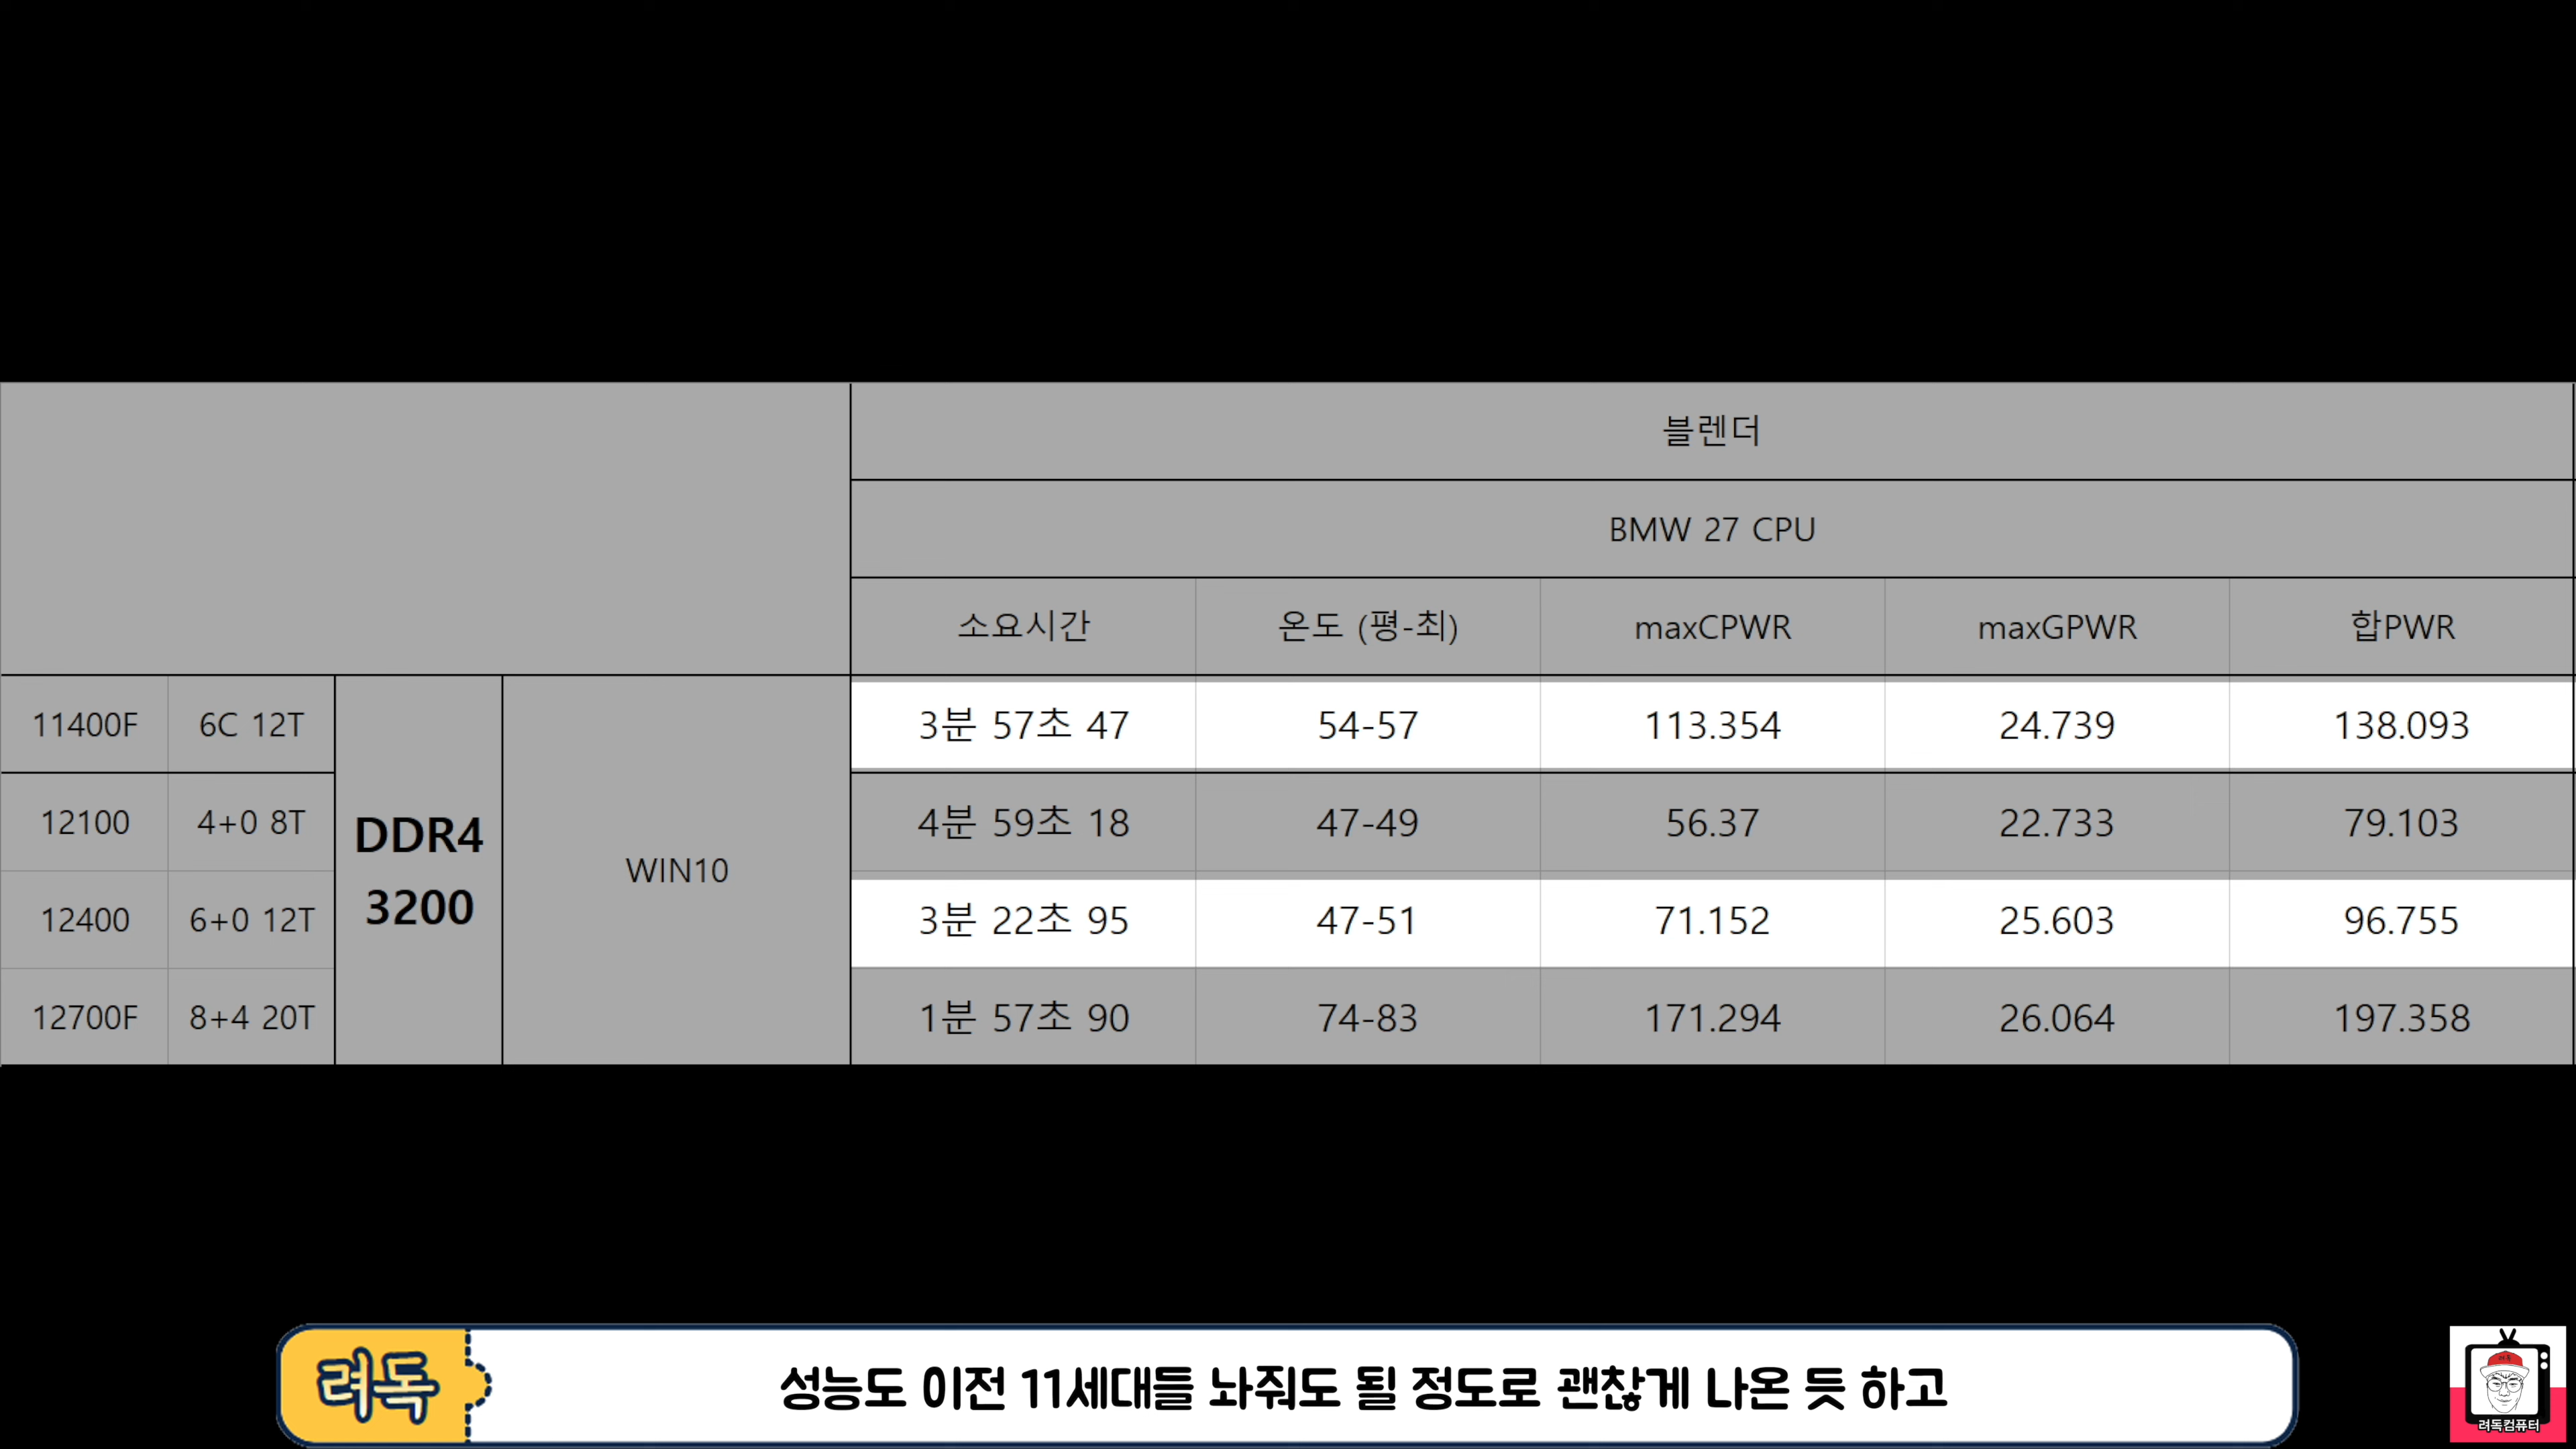 블렌더
BMW 27 CPU
소요시간 온도 (평-최) maxCPWR maxGPWR 합PWR
11400F 6C 12T 3분 57초 47 54-57 113.354 24.739 138.093
12100 4+0 8T 4분 59초 18 47-49 56.37 22.733 79.103
DDR4
3200
WIN10
12400 6+0 12T 3분 22초 95 47-51 71.152 25.603 96.755
12700F 8+4 20T 1분 57초 90 74-83 171.294 26.064 197.358
려독 성능도 이전 11세대들 놔줘도 될 정도로 괜찮게 나온 듯 하고
려독컴퓨터